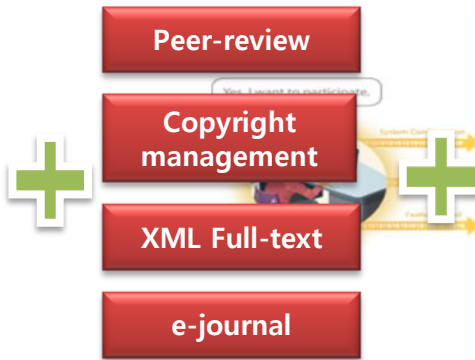 Peer-review
Yes, I want to participate.
Copyright
management
XML Full-text
e-journal